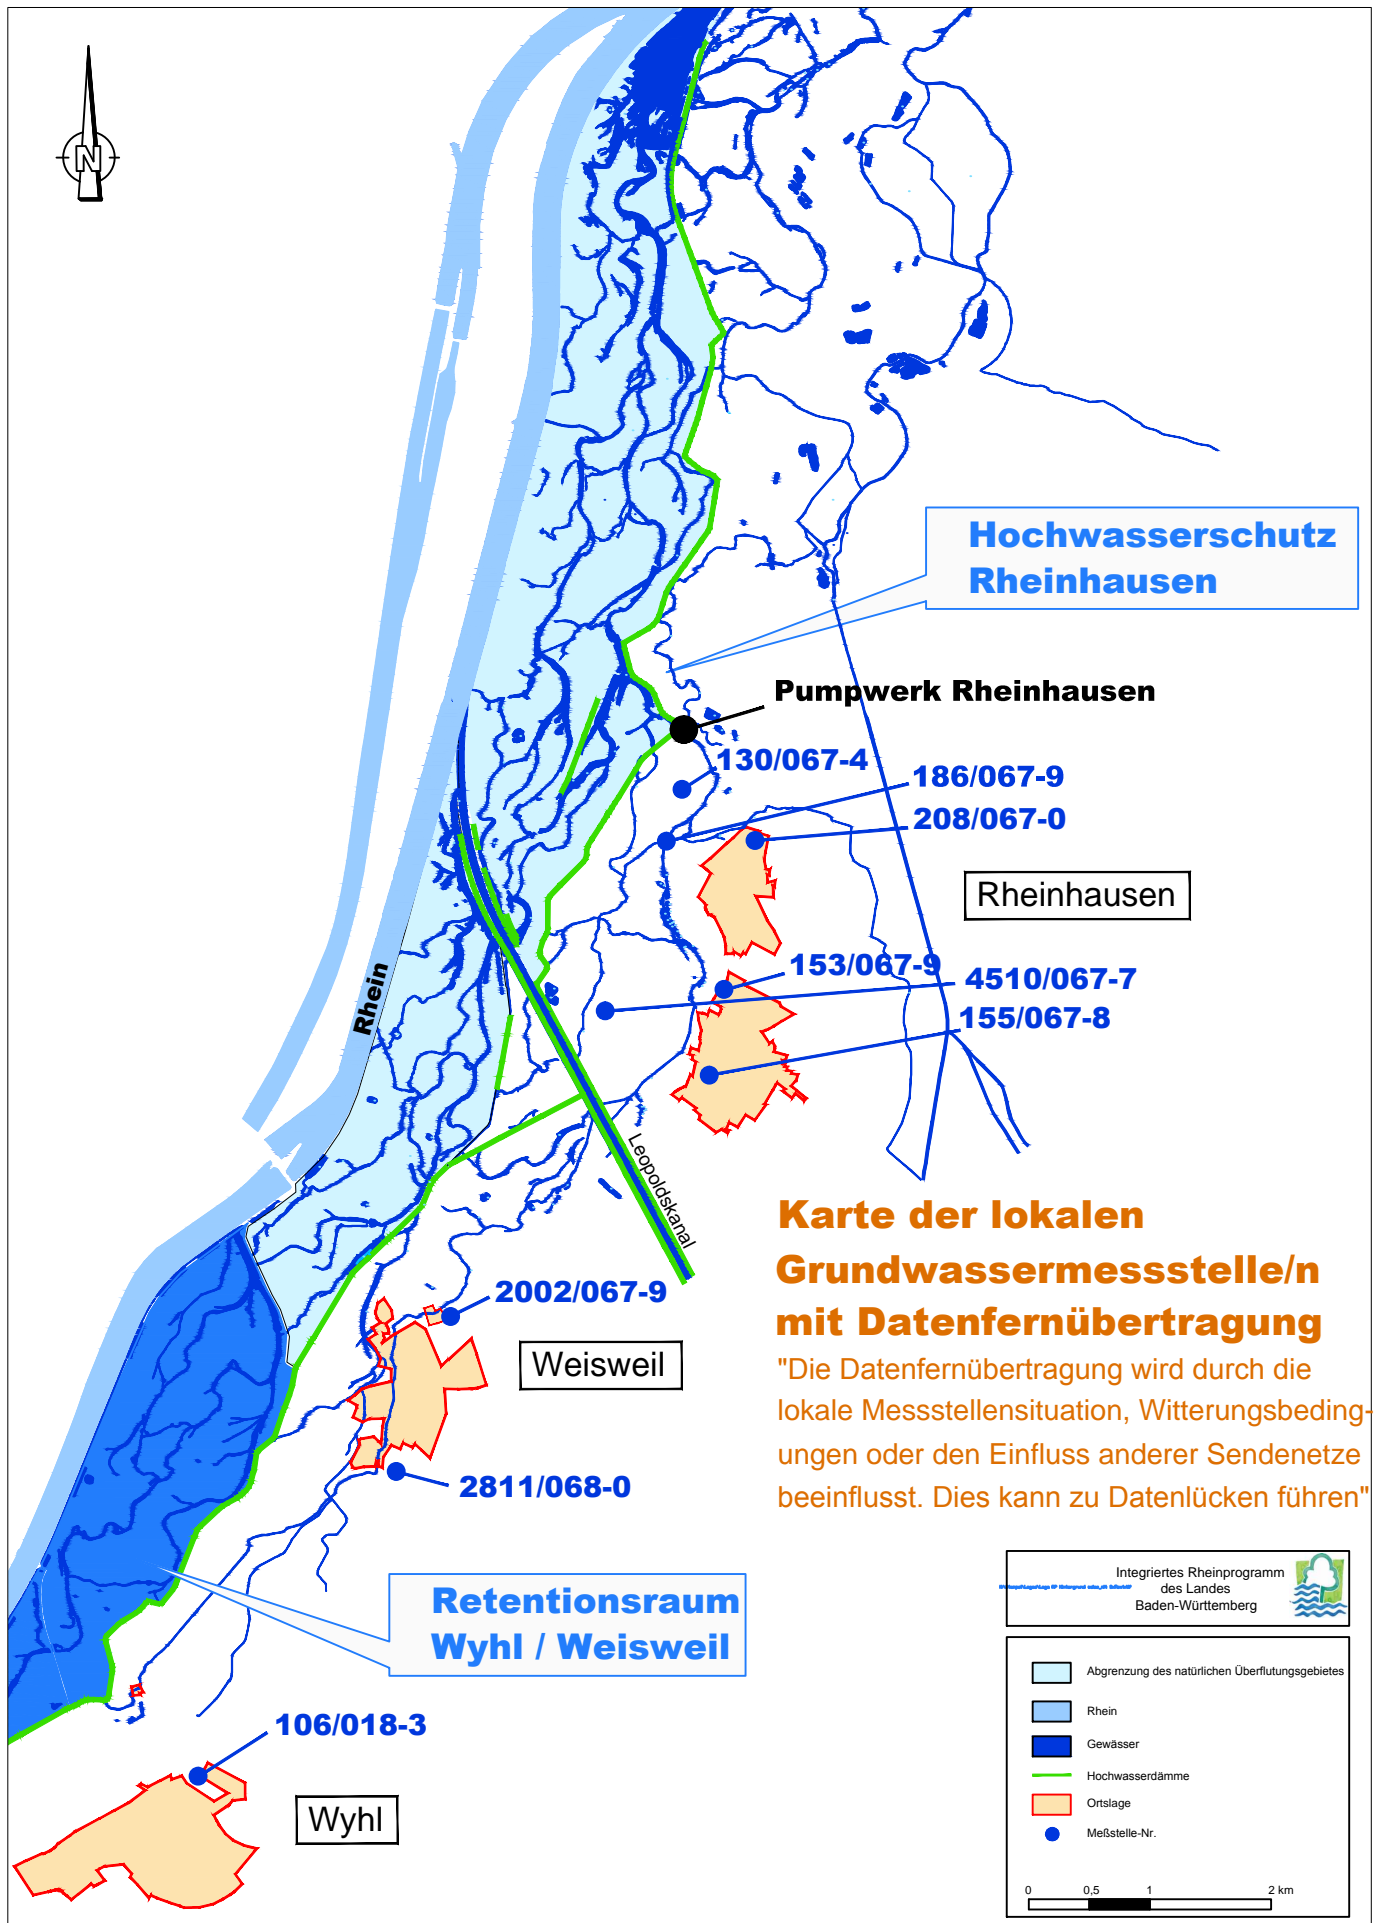 N
Hochwasserschutz
Rheinhausen
Pumpwerk Rheinhausen
130/067-4
186/067-9
208/067-0
Rheinhausen
153/067-9
4510/067-7
155/067-8
Rhein
Leopoldskanal
Karte der lokalen
Grundwassermessstelle/n
mit Datenfernübertragung
"Die Datenfernübertragung wird durch die
lokale Messstellensituation, Witterungsbeding-
ungen oder den Einfluss anderer Sendenetze
beeinflusst. Dies kann zu Datenlücken führen"
2002/067-9
Weisweil
2811/068-0
Retentionsraum
Wyhl / Weisweil
106/018-3
Wyhl
Integriertes Rheinprogramm
des Landes
Baden-Württemberg
Abgrenzung des natürlichen Überflutungsgebietes
Rhein
Gewässer
Hochwasserdämme
Ortslage
Meßstelle-Nr.
0 0,5 1 2 km